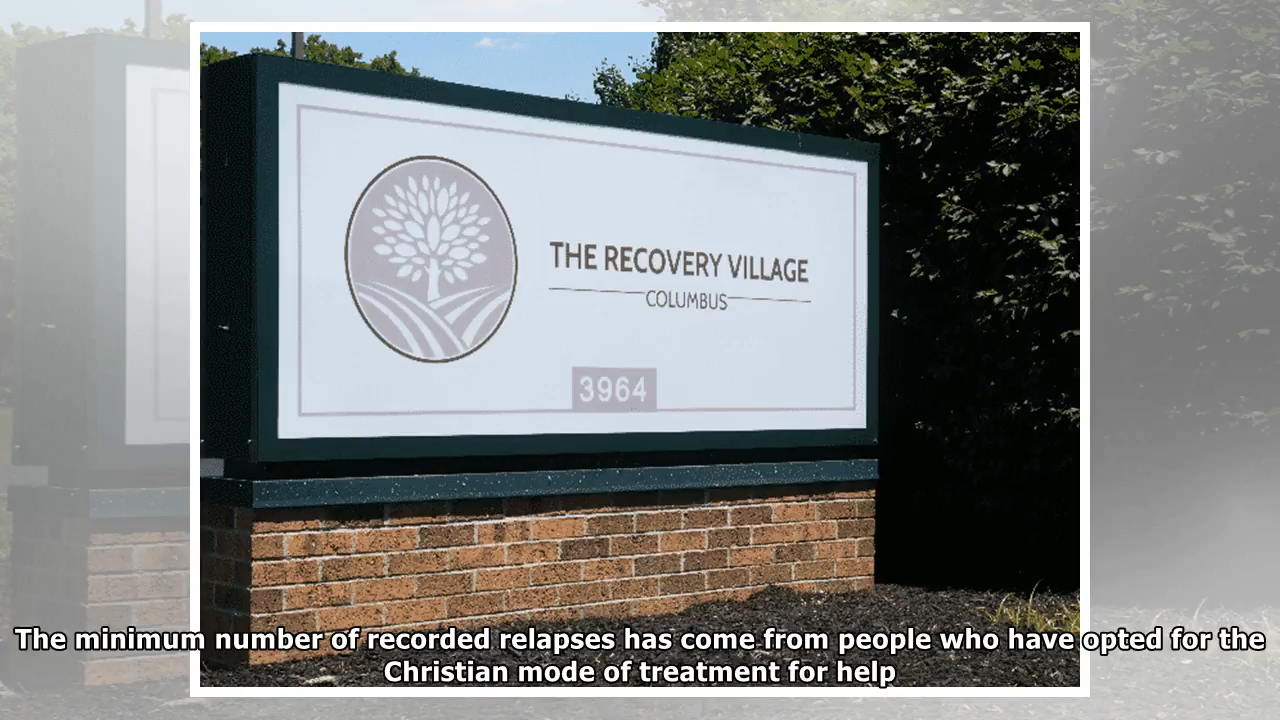 THE RECOVERY VILLAGE
COLUMBUS
3964
The minimum number of recorded relapses has come from people who have opted for the
Christian mode of treatment for help